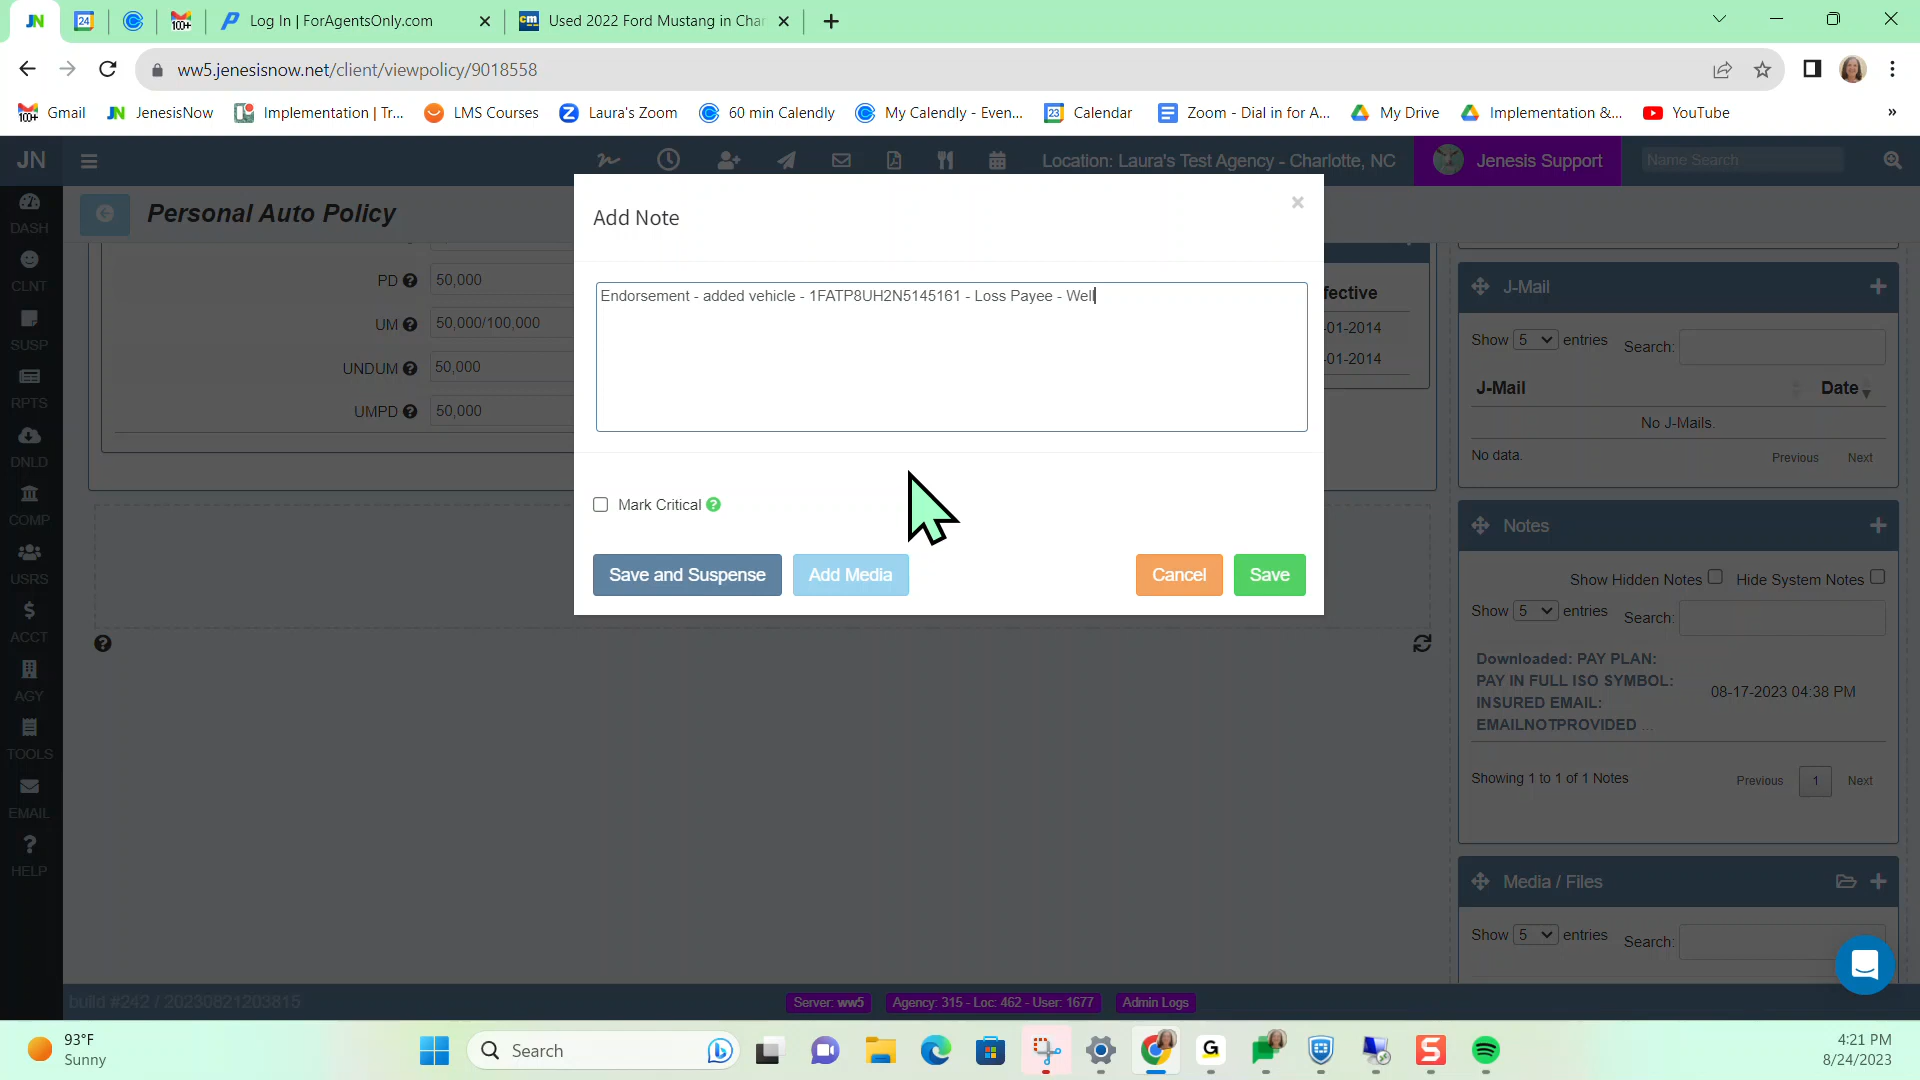 JN
24
100+
Log In | ForAgentsOnly.com
cm
Used 2022 Ford Mustang in Char
ww5.jenesisnow.net/client/viewpolicy/9018558
Gmail
JN JenesisNow
Implementation | Tr...
LMS Courses
Laura's Zoom
60 min Calendly
My Calendly - Even...
Calendar
Zoom - Dial in for A...
My Drive
Implementation &...
YouTube
»
JN
Location: Laura's Test Agency - Charlotte, NC
Jenesis Support
Name Search
DASH
CLNT
SUSP
RPTS
DNLD
COMP
USRS
ACCT
AGY
TOOLS
EMAIL
HELP
Personal Auto Policy
PD 50,000
UM 50,000/100,000
UNDUM 50,000
UMPD 50,000
Add Note
Endorsement - added vehicle - 1FATP8UH2N5145161 - Loss Payee - Well
Mark Critical
Save and Suspense
Add Media
Cancel
Save
fective
-01-2014
-01-2014
J-Mail
Show 5 entries Search:
J-Mail Date
No J-Mails.
No data. Previous Next
Notes
Show Hidden Notes Hide System Notes
Show 5 entries Search:
Downloaded: PAY PLAN:
PAY IN FULL ISO SYMBOL:
INSURED EMAIL:
EMAILNOTPROVIDED ...
08-17-2023 04:38 PM
Showing 1 to 1 of 1 Notes Previous 1 Next
Media / Files
Show 5 entries Search:
build #242 / 20230821203815
Server: ww5
Agency: 315 - Loc: 462 - User: 1677
Admin Logs
93°F
Sunny
Search
4:21 PM
8/24/2023